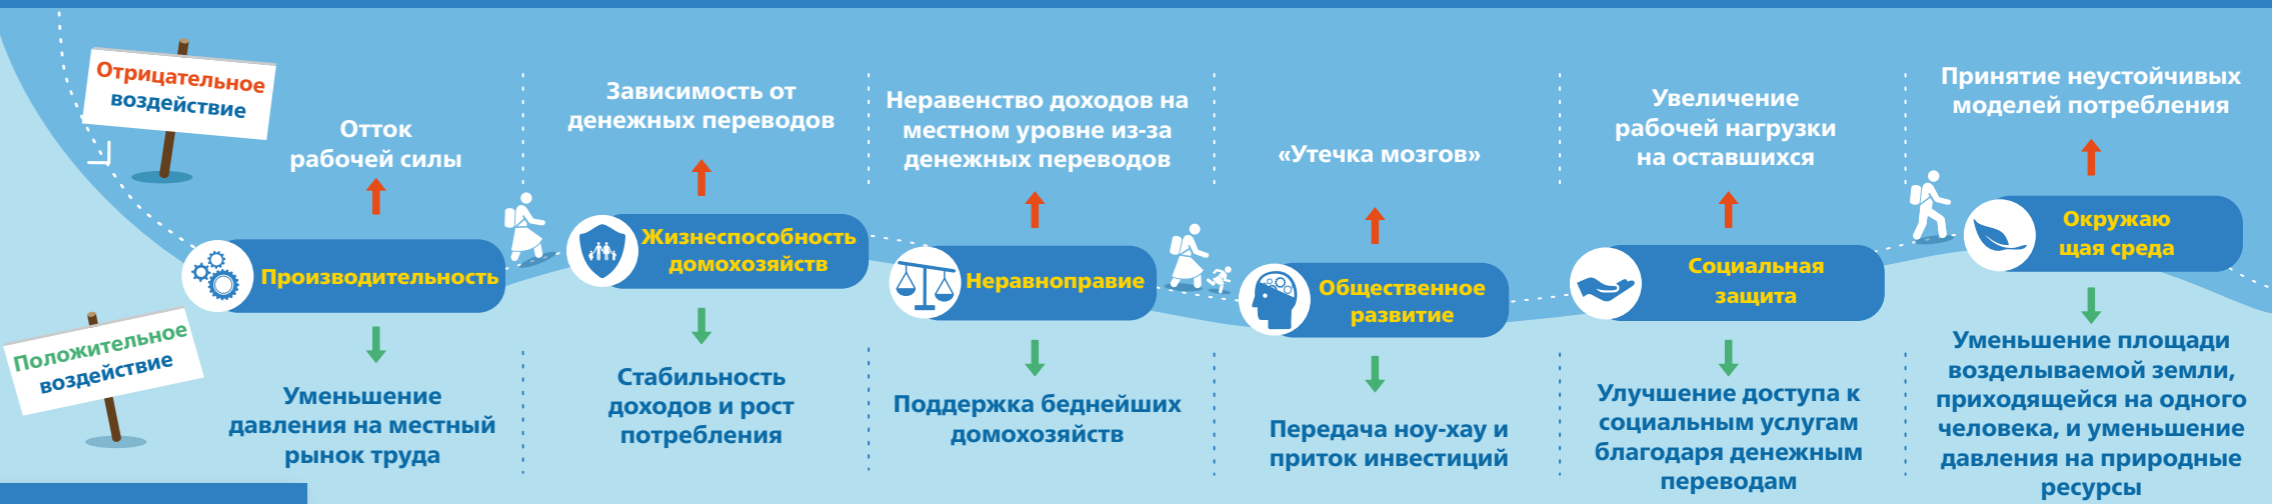 Отрицательное
воздействие
Отток
рабочей силы
Производительность
Положительное
воздействие
Уменьшение
давления на местный
рынок труда
Зависимость от
денежных переводов
Жизнеспособность
домохозяйств
Стабильность
доходов и рост
потребления
Неравенство доходов на
местном уровне из-за
денежных переводов
Неравноправие
Поддержка беднейших
домохозяйств
«Утечка мозгов»
Общественное
развитие
Передача ноу-хау и
приток инвестиций
Увеличение
рабочей нагрузки
на оставшихся
Социальная
защита
Улучшение доступа к
социальным услугам
благодаря денежным
переводам
Принятие неустойчивых
моделей потребления
Окружаю
щая среда
Уменьшение площади
возделываемой земли,
приходящейся на одного
человека, и уменьшение
давления на природные
ресурсы